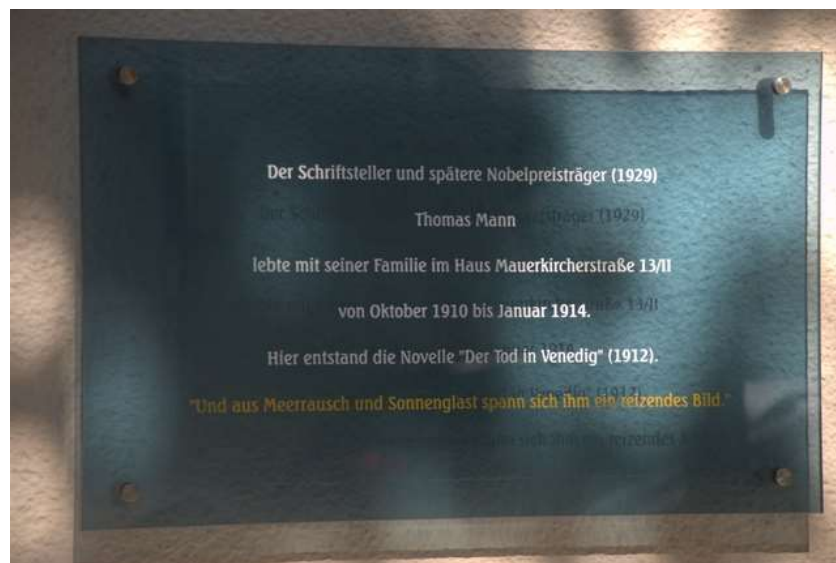 Der Schriftsteller und spätere Nobelpreisträger (1929)
Thomas Mann
lebte mit seiner Familie im Haus Mauerkircherstraße 13/II
von Oktober 1910 bis Januar 1914.
Hier entstand die Novelle "Der Tod in Venedig" (1912).
"Und aus Meerrausch und Sonnenglast spann sich ihm ein reizendes Bild."